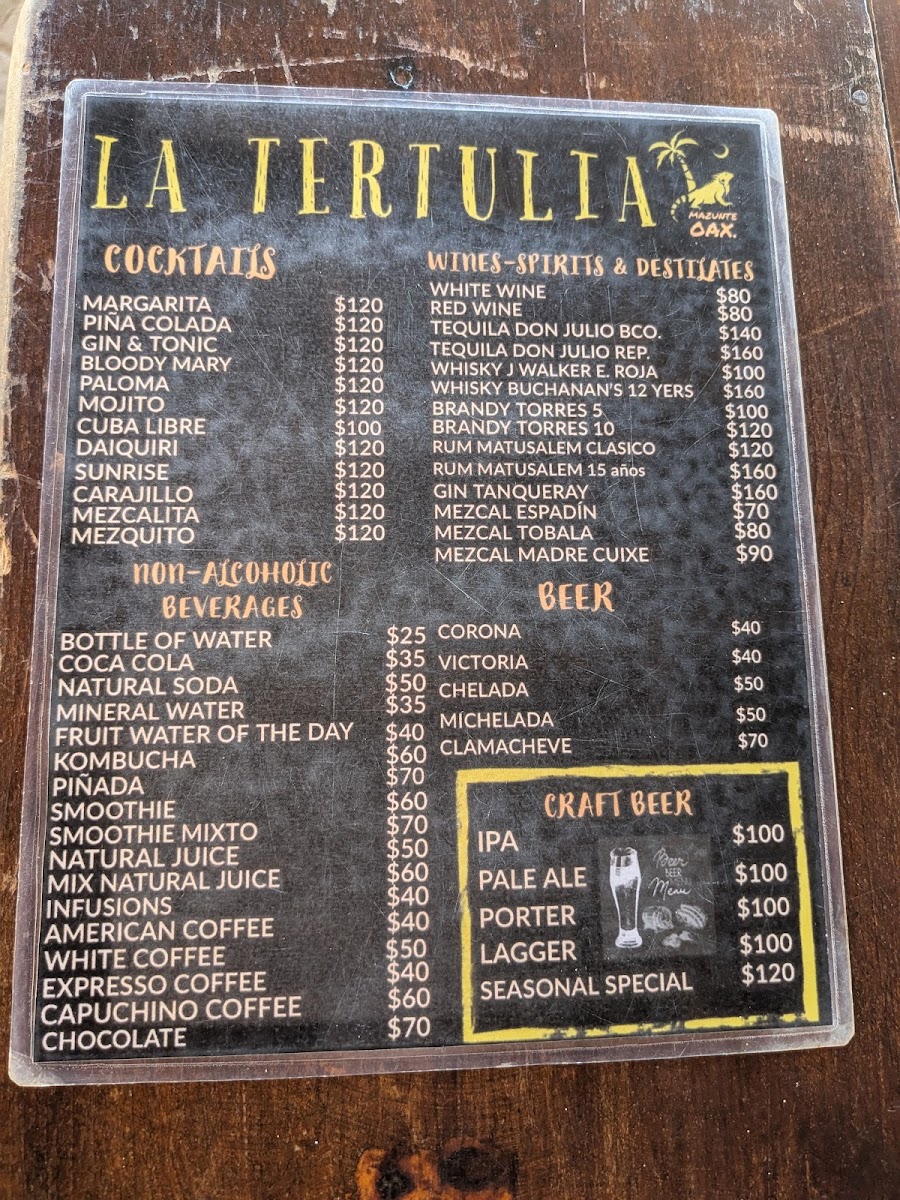 LA TERTULIA
MAZUNTE
OAX.
COCKTAILS
MARGARITA $120
PIÑA COLADA $120
GIN & TONIC $120
BLOODY MARY $120
PALOMA $120
MOJITO $120
CUBA LIBRE $100
DAIQUIRI $120
SUNRISE $120
CARAJILLO $120
MEZCALITA $120
MEZQUITO $120
NON-ALCOHOLIC
BEVERAGES
BOTTLE OF WATER $25
COCA COLA $35
NATURAL SODA $50
MINERAL WATER $35
FRUIT WATER OF THE DAY $40
KOMBUCHA $60
PIÑADA $70
SMOOTHIE $60
SMOOTHIE MIXTO $70
NATURAL JUICE $50
MIX NATURAL JUICE $60
INFUSIONS $40
AMERICAN COFFEE $40
WHITE COFFEE $50
EXPRESSO COFFEE $40
CAPUCHINO COFFEE $60
CHOCOLATE $70
WINES-SPIRITS & DESTILATES
WHITE WINE $80
RED WINE $80
TEQUILA DON JULIO BCO. $140
TEQUILA DON JULIO REP. $160
WHISKY J WALKER E. ROJA $100
WHISKY BUCHANAN'S 12 YERS $160
BRANDY TORRES 5 $100
BRANDY TORRES 10 $120
RUM MATUSALEM CLASICO $120
RUM MATUSALEM 15 años $160
GIN TANQUERAY $160
MEZCAL ESPADÍN $70
MEZCAL TOBALA $80
MEZCAL MADRE CUIXE $90
BEER
CORONA $40
VICTORIA $40
CHELADA $50
MICHELADA $50
CLAMACHEVE $70
CRAFT BEER
IPA $100
PALE ALE $100
PORTER $100
LAGGER $100
SEASONAL SPECIAL $120
Beer
BEER
Menu